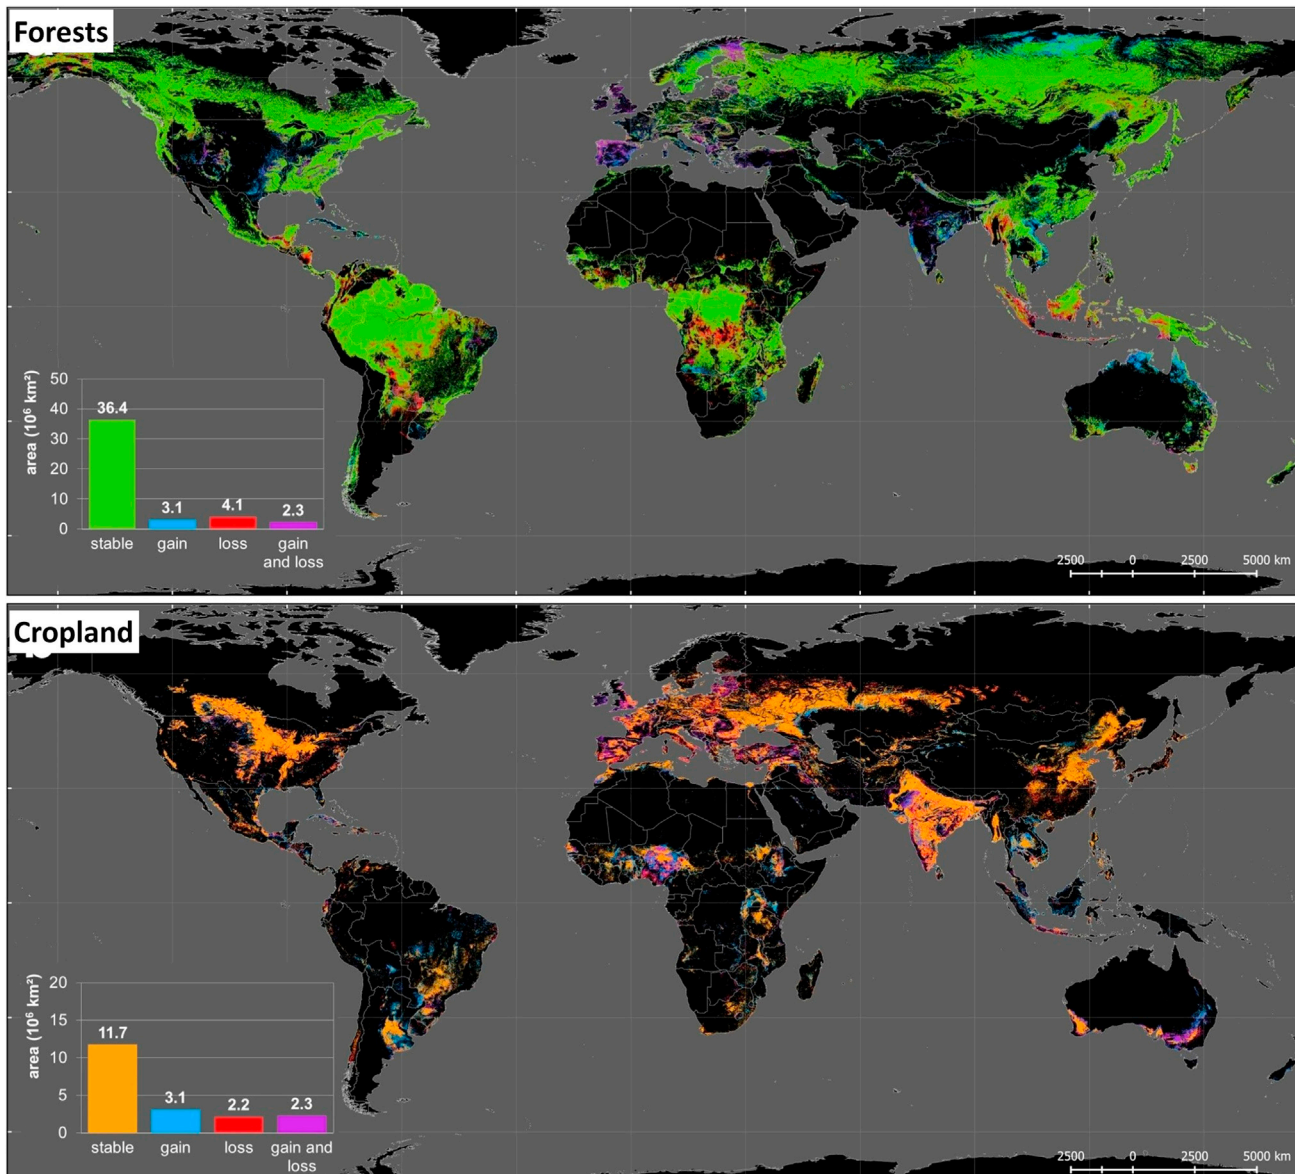 Forests
area (10⁶ km²)
50
40
30
20
10
0
36.4
3.1
4.1
2.3
stable
gain
loss
gain
and loss
2500
0
2500
5000 km
Cropland
area (10⁶ km²)
20
15
10
5
0
11.7
3.1
2.2
2.3
stable
gain
loss
gain and
loss
2500
0
2500
5000 km